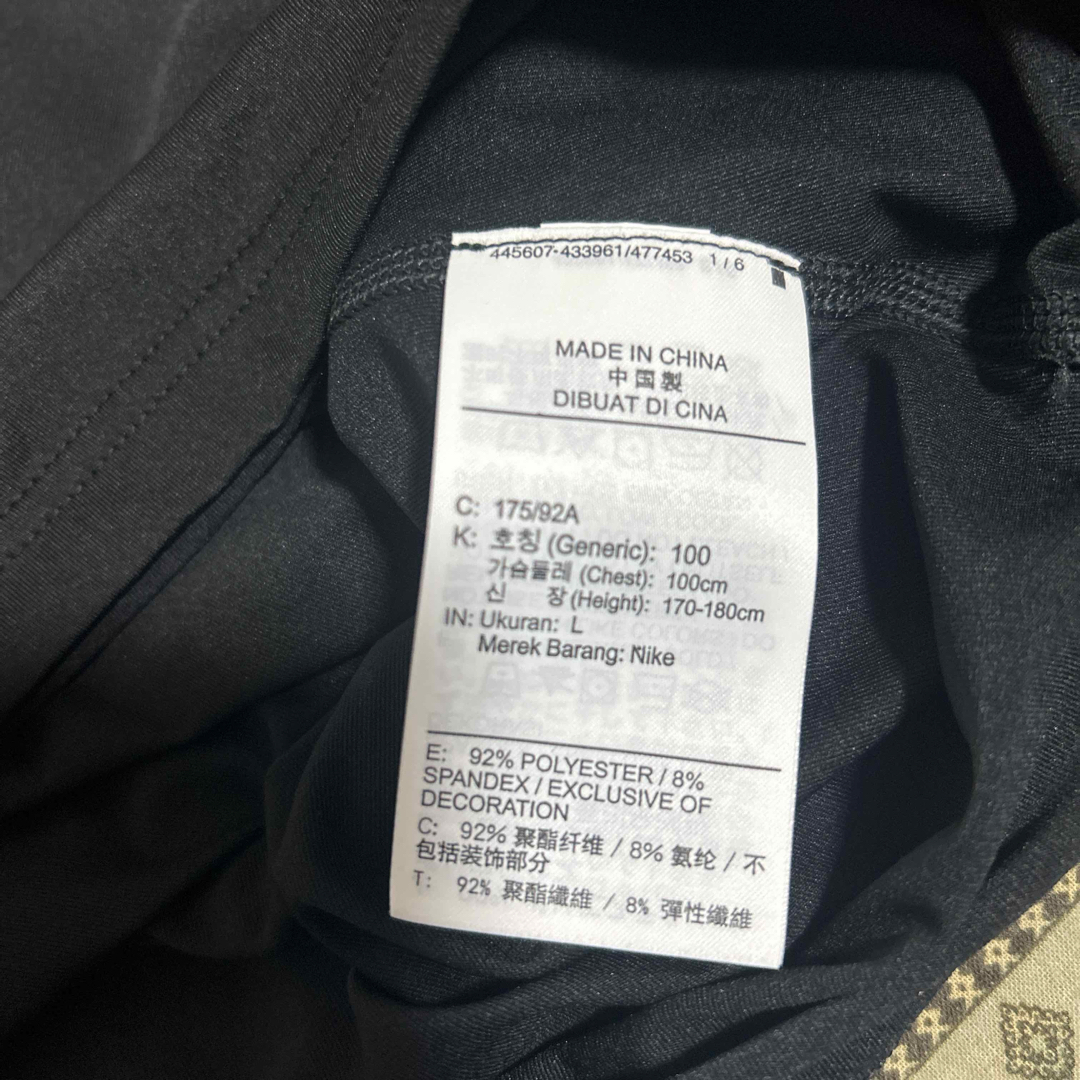 445607-433961/477453 1/6
MADE IN CHINA
中国製
DIBUAT DI CINA
C: 175/92A
K: 호칭 (Generic): 100
가슴둘레 (Chest): 100cm
신 장 (Height): 170-180cm
IN: Ukuran: L
Merek Barang: Nike
E: 92% POLYESTER / 8%
SPANDEX / EXCLUSIVE OF
DECORATION
C: 92% 聚酯纤维 / 8% 氨纶 / 不
包括装饰部分
T: 92% 聚酯纖維 / 8% 彈性纖維